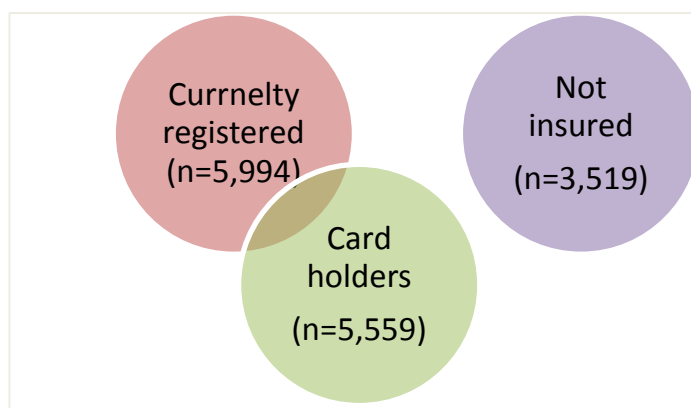 Currnelty
registered
(n=5,994)
Not
insured
(n=3,519)
Card
holders
(n=5,559)